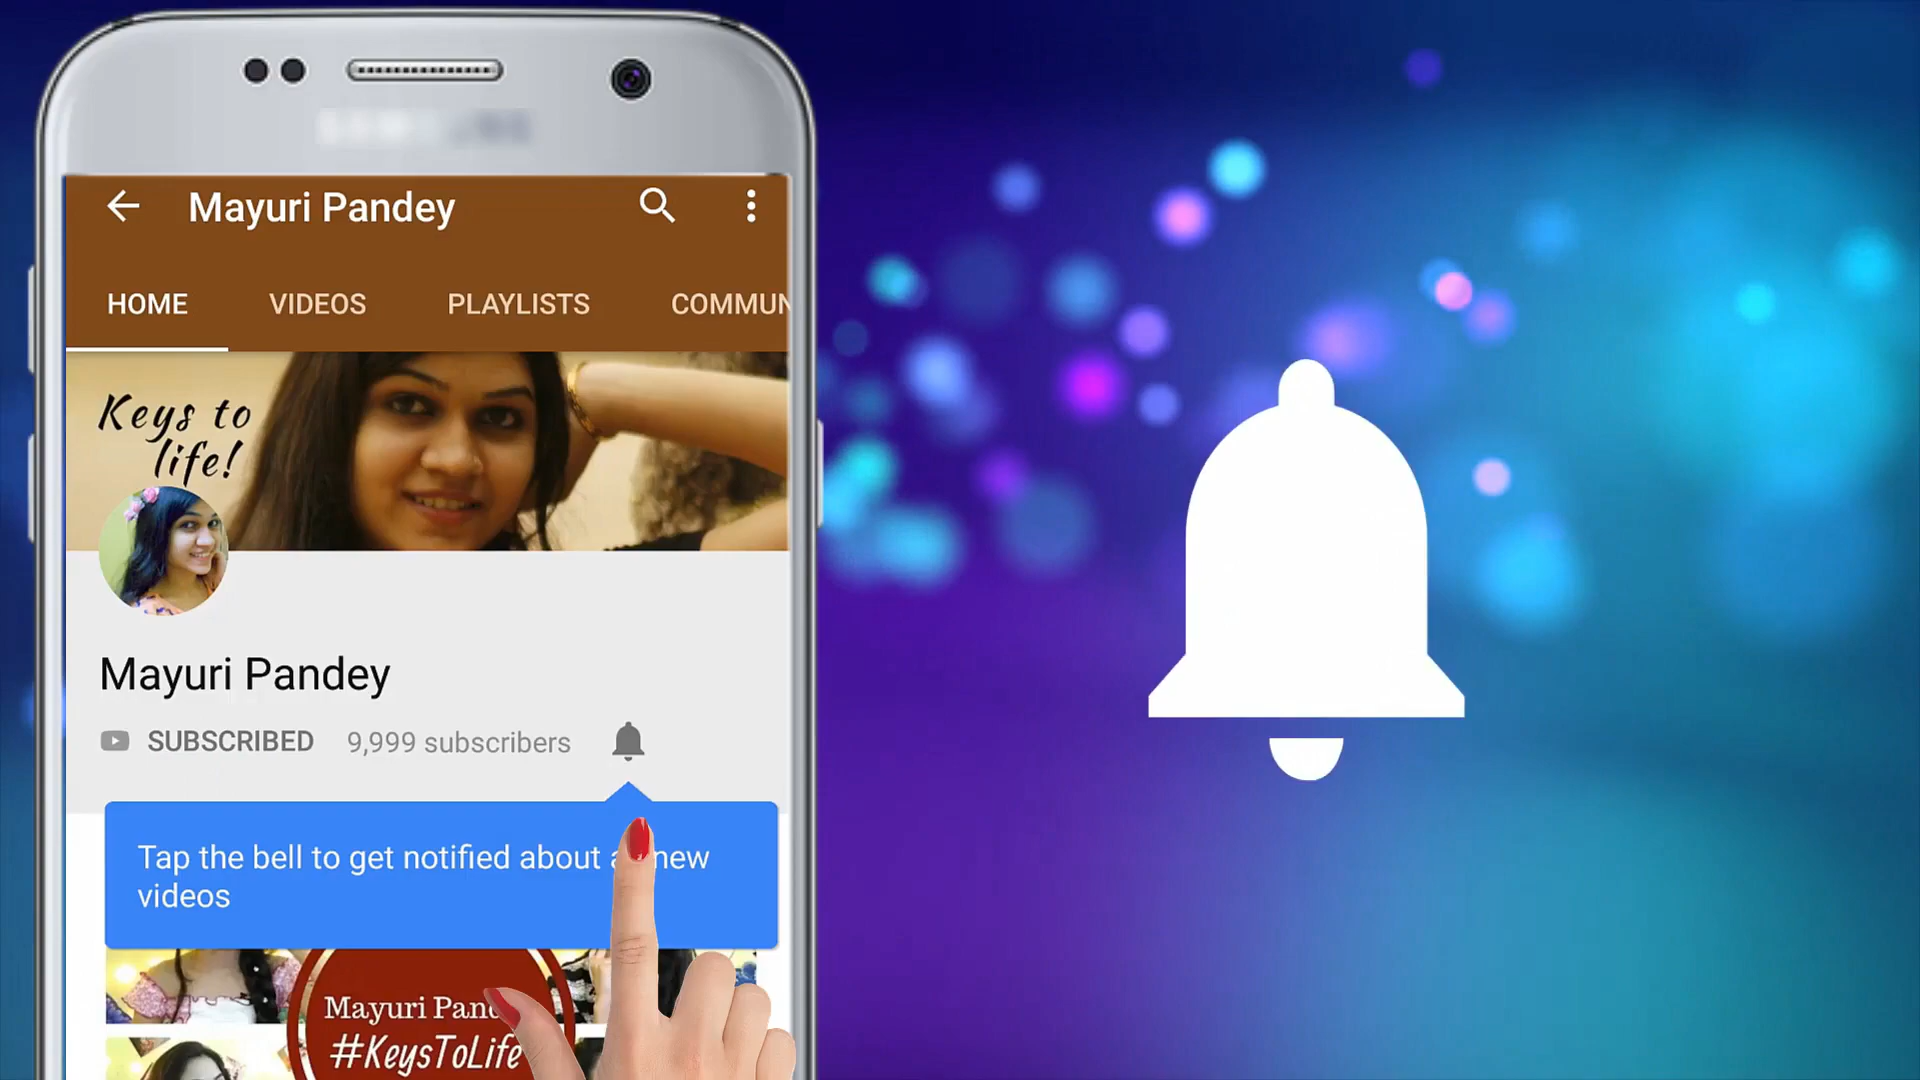 Mayuri Pandey
HOME VIDEOS PLAYLISTS COMMUN
Keys to
life!
Mayuri Pandey
SUBSCRIBED 9,999 subscribers
Tap the bell to get notified about new
videos
Mayuri Pand
#KeysToLife